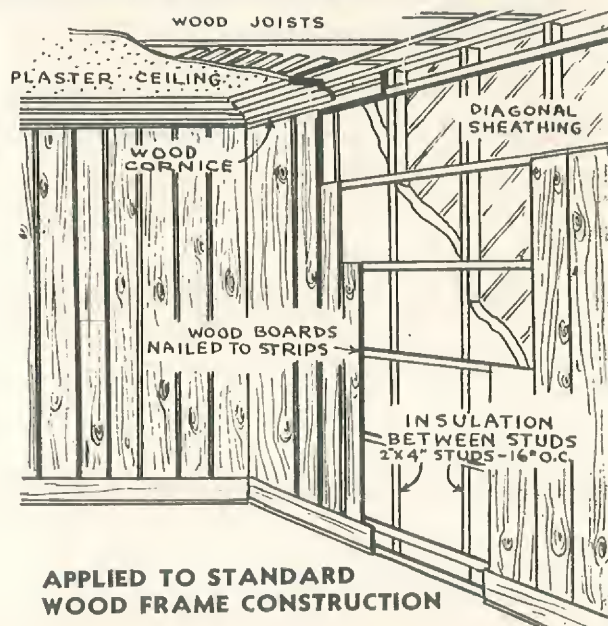 WOOD JOISTS
PLASTER CEILING
DIAGONAL
SHEATHING
WOOD
CORNICE
WOOD BOARDS
NAILED TO STRIPS
INSULATION
BETWEEN STUDS
2"X4" STUDS-16" O.C.
APPLIED TO STANDARD
WOOD FRAME CONSTRUCTION